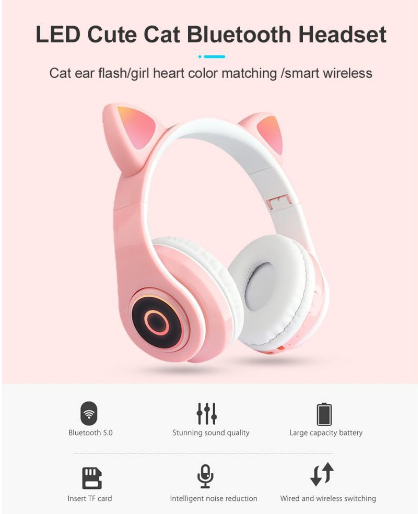 LED Cute Cat Bluetooth Headset
Cat ear flash/girl heart color matching /smart wireless
Bluetooth 5.0
Stunning sound quality
Large capacity battery
Insert TF card
Intelligent noise reduction
Wired and wireless switching